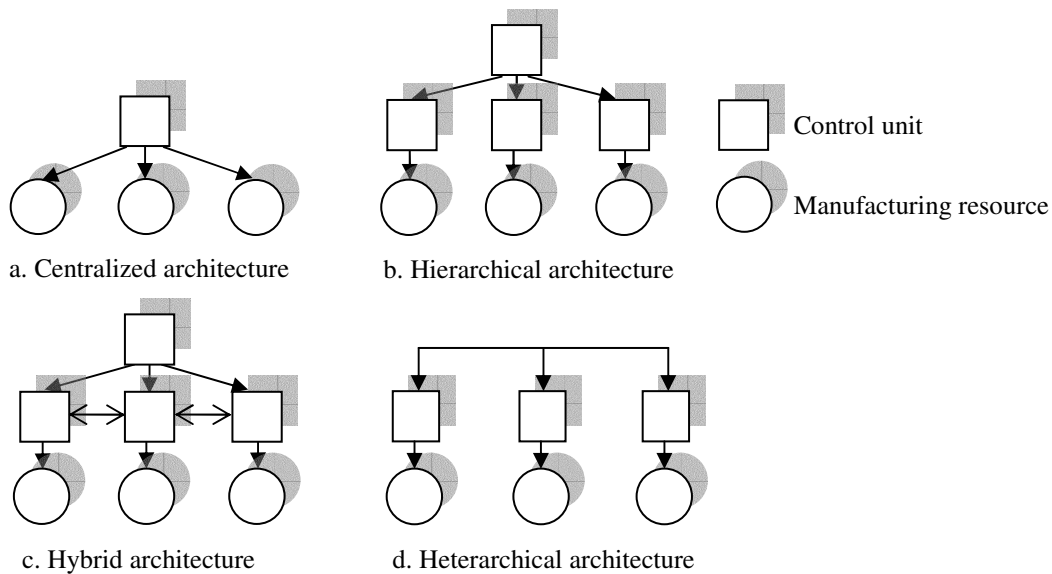 Control unit
Manufacturing resource
a. Centralized architecture
b. Hierarchical architecture
c. Hybrid architecture
d. Heterarchical architecture